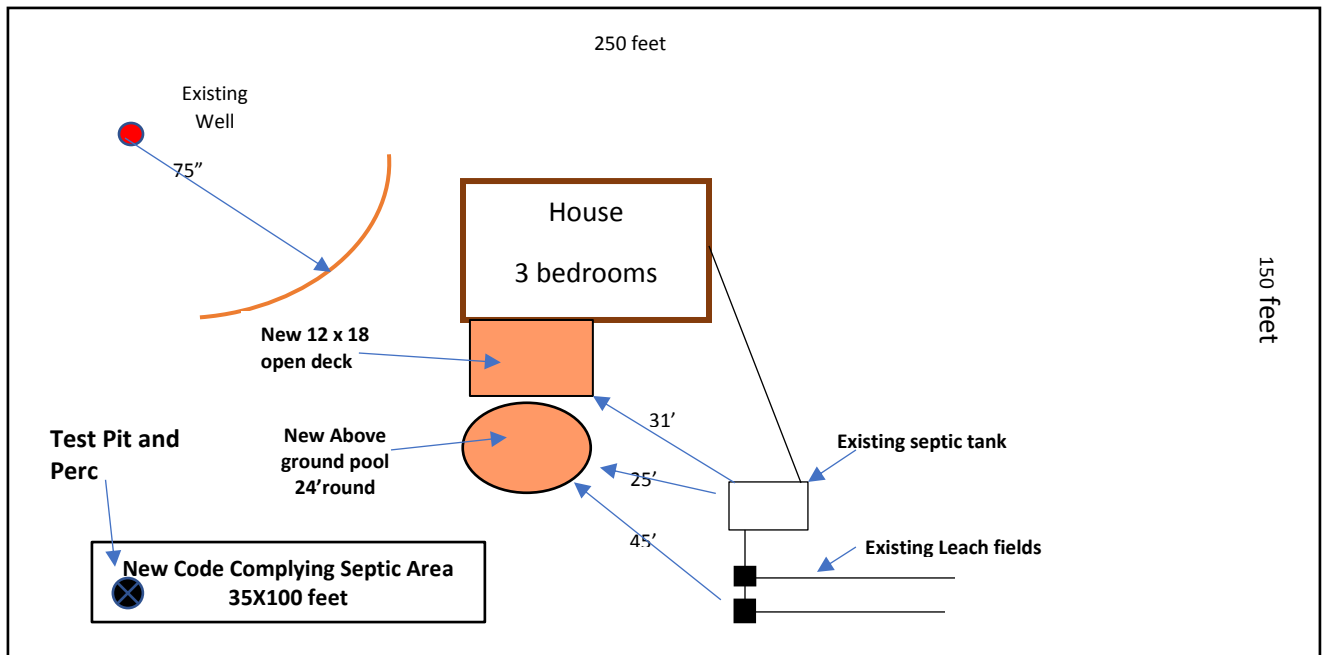 250 feet
Existing
Well
75”
House
3 bedrooms
150 feet
New 12 x 18
open deck
31’
Test Pit and
Perc
New Above
ground pool
24’round
Existing septic tank
25’
45’
Existing Leach fields
New Code Complying Septic Area
35X100 feet